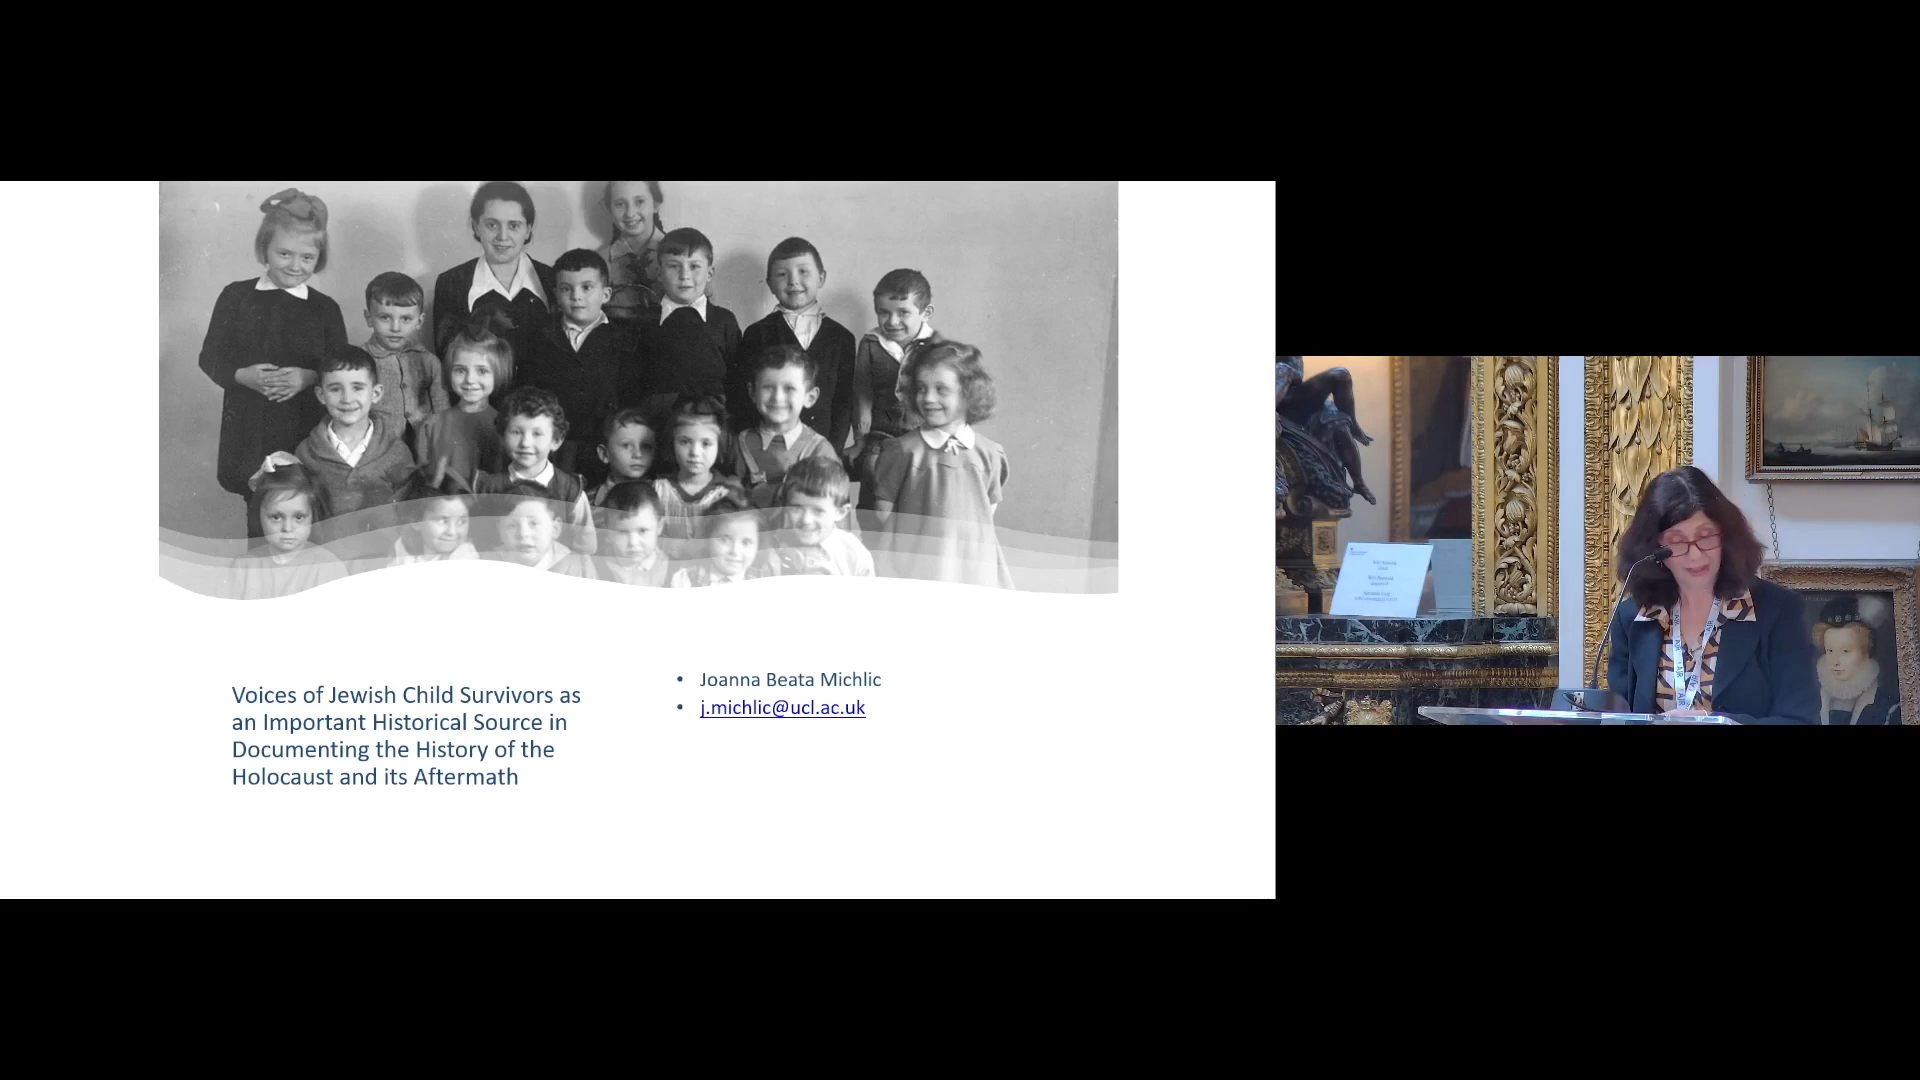 Voices of Jewish Child Survivors as
an Important Historical Source in
Documenting the History of the
Holocaust and its Aftermath
• Joanna Beata Michlic
• j.michlic@ucl.ac.uk